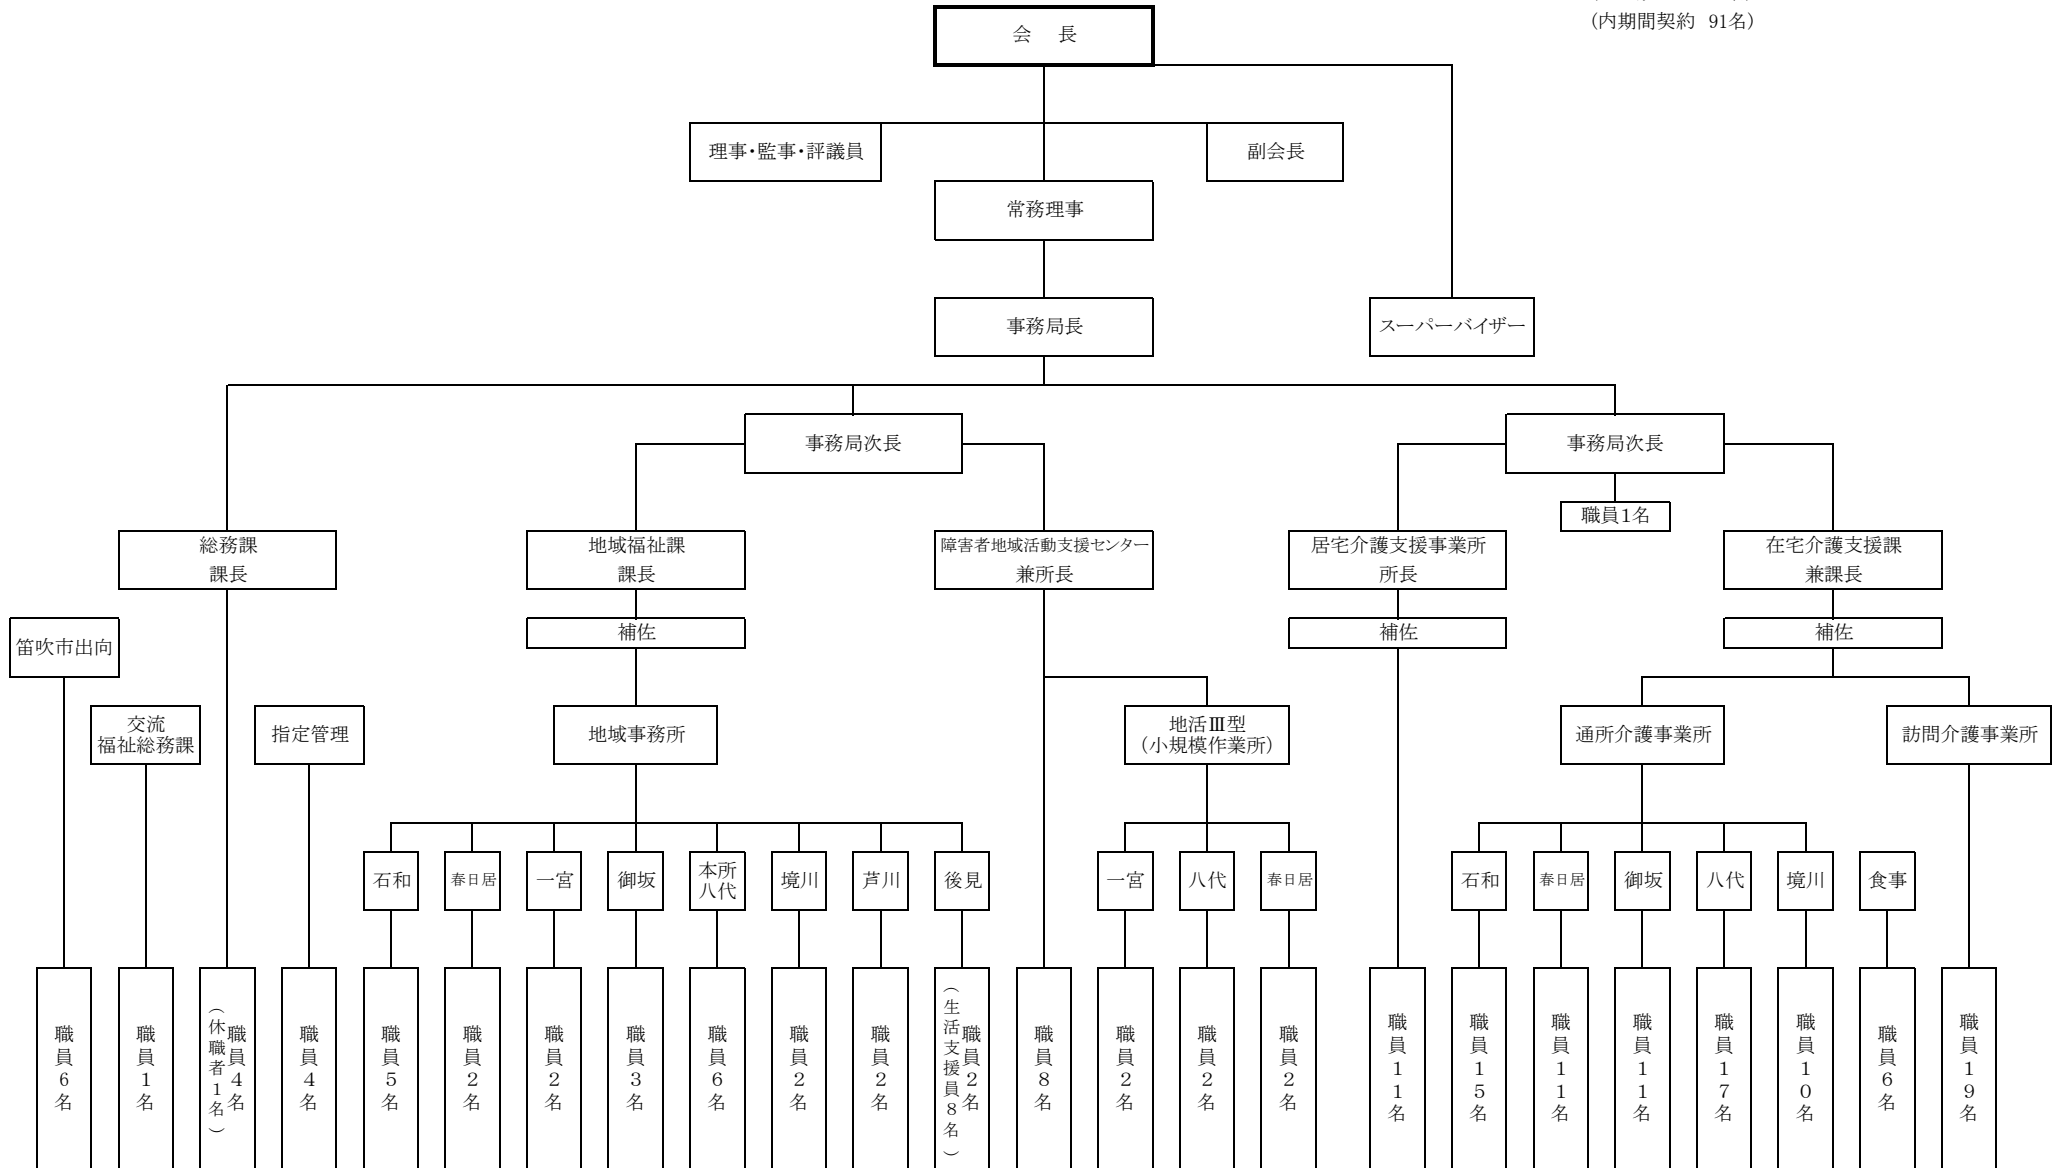 (内期間契約 91名)
会 長
理事・監事・評議員
副会長
常務理事
事務局長
スーパーバイザー
事務局次長
事務局次長
職員1名
総務課
課長
地域福祉課
課長
障害者地域活動支援センター
兼所長
居宅介護支援事業所
所長
在宅介護支援課
兼課長
笛吹市出向
補佐
補佐
補佐
交流
福祉総務課
指定管理
地域事務所
地活Ⅲ型
(小規模作業所)
通所介護事業所
訪問介護事業所
石和
春日居
一宮
御坂
本所
八代
境川
芦川
後見
一宮
八代
春日居
石和
春日居
御坂
八代
境川
食事
職員6名
職員1名
職員4名
(休職者1名)
職員4名
職員5名
職員2名
職員2名
職員3名
職員6名
職員2名
職員2名
職員2名
(生活支援員8名)
職員8名
職員2名
職員2名
職員2名
職員11名
職員15名
職員11名
職員11名
職員17名
職員10名
職員6名
職員19名